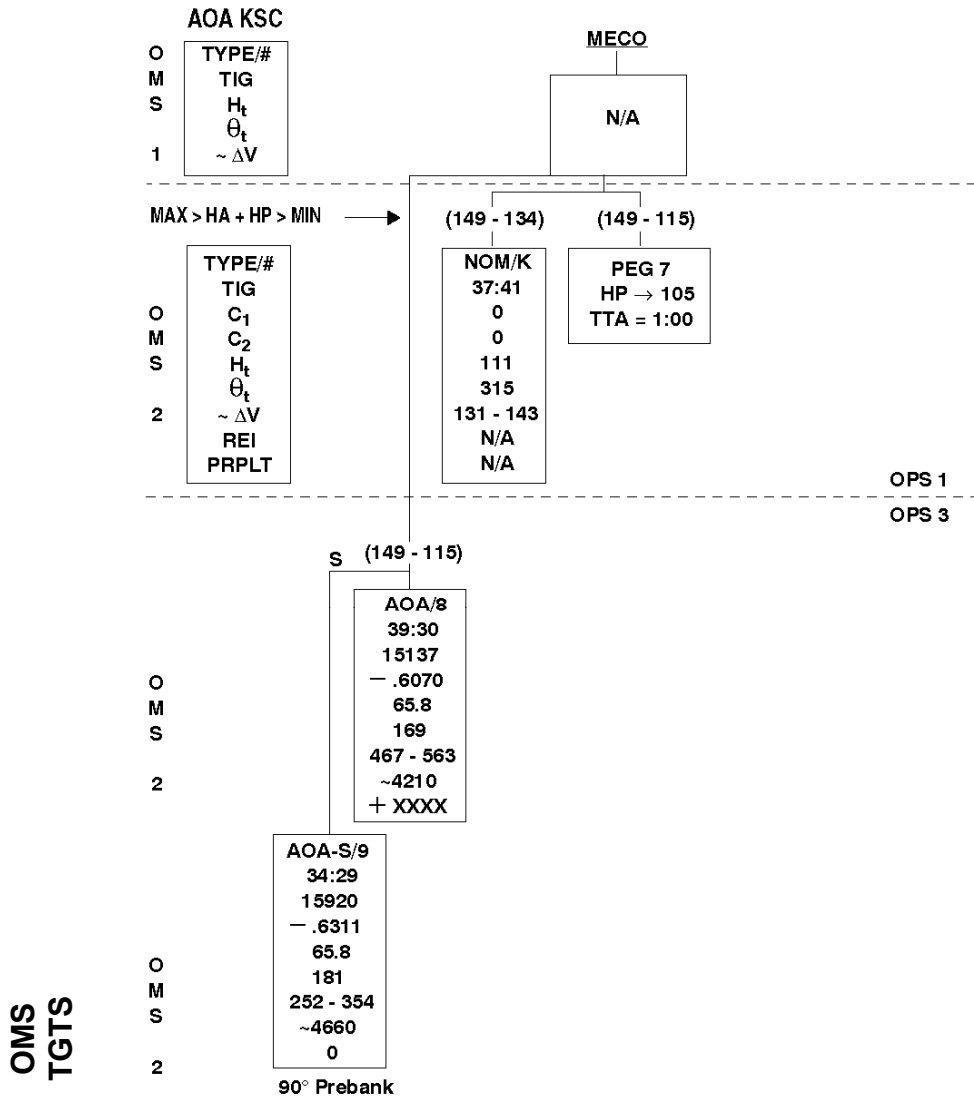 AOA KSC
O
M
S
1
TYPE/#
TIG
Ht
θt
~ ΔV
MECO
N/A
MAX > HA + HP > MIN
(149 - 134)
(149 - 115)
O
M
S
2
TYPE/#
TIG
C1
C2
Ht
θt
~ ΔV
REI
PRPLT
NOM/K
37:41
0
0
111
315
131 - 143
N/A
N/A
PEG 7
HP → 105
TTA = 1:00
OPS 1
OPS 3
S
(149 - 115)
O
M
S
2
AOA/8
39:30
15137
− .6070
65.8
169
467 - 563
~4210
+ XXXX
O
M
S
2
AOA-S/9
34:29
15920
− .6311
65.8
181
252 - 354
~4660
0
90° Prebank
OMS
TGTS